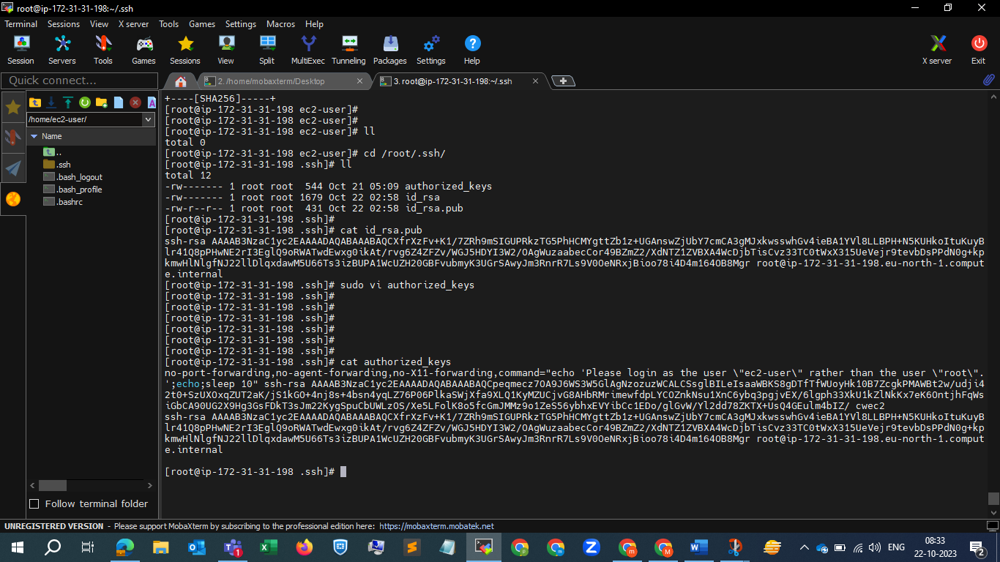 root@ip-172-31-31-198:~/.ssh
Terminal Sessions View X server Tools Games Settings Macros Help
Session Servers Tools Games Sessions View Split MultiExec Tunneling Packages Settings Help X server Exit
Quick connect...
2. /home/mobaxterm/Desktop
3. root@ip-172-31-31-198:~/.ssh
/home/ec2-user/
Name
..
.ssh
.bash_logout
.bash_profile
.bashrc
Follow terminal folder
+----[SHA256]-----+
[root@ip-172-31-31-198 ec2-user]#
[root@ip-172-31-31-198 ec2-user]#
[root@ip-172-31-31-198 ec2-user]# ll
total 0
[root@ip-172-31-31-198 ec2-user]# cd /root/.ssh/
[root@ip-172-31-31-198 .ssh]# ll
total 12
-rw------- 1 root root  544 Oct 21 05:09 authorized_keys
-rw------- 1 root root 1679 Oct 22 02:58 id_rsa
-rw-r--r-- 1 root root  431 Oct 22 02:58 id_rsa.pub
[root@ip-172-31-31-198 .ssh]#
[root@ip-172-31-31-198 .ssh]# cat id_rsa.pub
ssh-rsa AAAAB3NzaC1yc2EAAAADAQABAAABAQCXfrXzFv+K1/7ZRh9mSIGUPRkzTG5PhHCMYgttZb1z+UGAnswZjUbY7cmCA3gMJxkwsswhGv4ieBA1YVl8LLBPH+N5KUHkoItuKuyB
lr41Q8pPHwNE2rI3EglQ9oRWATwdEwxg0ikAt/rvg6Z4ZFZv/WGJ5HDYI3W2/OAgWuzaabecCor49BZmZ2/XdNTZ1ZVBXA4WcDjbTisCvz33TC0tWxX315UeVejr9tevbDsPPdN0g+kp
kmwHlNlgfNJ22llDlqxdawM5U66Ts3izBUPA1WcUZH20GBFvubmyK3UGrSAwyJm3RnrR7Ls9V0OeNRxjBioo78i4D4m164OB8Mgr root@ip-172-31-31-198.eu-north-1.comput
e.internal
[root@ip-172-31-31-198 .ssh]# sudo vi authorized_keys
[root@ip-172-31-31-198 .ssh]#
[root@ip-172-31-31-198 .ssh]#
[root@ip-172-31-31-198 .ssh]#
[root@ip-172-31-31-198 .ssh]#
[root@ip-172-31-31-198 .ssh]#
[root@ip-172-31-31-198 .ssh]#
[root@ip-172-31-31-198 .ssh]# cat authorized_keys
no-port-forwarding,no-agent-forwarding,no-X11-forwarding,command="echo 'Please login as the user \"ec2-user\" rather than the user \"root\".
';echo;sleep 10" ssh-rsa AAAAB3NzaC1yc2EAAAADAQABAAABAQCpeqmecz7OA9J6WS3W5GlAgNzozuzWCALCSsglBILeIsaaWBKS8gDTfTfWUoyHk10B7ZcgkPMAWBt2w/udji4
2t0+SzUXOxqZUT2aK/jS1kGO+4nj8s+4bsn4yqLZ76P06PlkaSWjXfa9XLQ1KyMZUCjvG8AHbRMrimewfdpLYCOZnkNsu1XnC6ybq3pgjvEX/6lgph33XkU1kZlNkKx7eK6OntjhFqWs
iGbCA90UG2X9Hg3GsFDkT3sJm22KygSpuCbUWLzOS/Xe5LFolK8o5fcGmJMMz9o1ZeS56ybhxEVYibCc1EDo/glGvW/Yl2dd78ZKTX+UsQ4GEulm4bIZ/ cwec2
ssh-rsa AAAAB3NzaC1yc2EAAAADAQABAAABAQCXfrXzFv+K1/7ZRh9mSIGUPRkzTG5PhHCMYgttZb1z+UGAnswZjUbY7cmCA3gMJxkwsswhGv4ieBA1YVl8LLBPH+N5KUHkoItuKuyB
lr41Q8pPHwNE2rI3EglQ9oRWATwdEwxg0ikAt/rvg6Z4ZFZv/WGJ5HDYI3W2/OAgWuzaabecCor49BZmZ2/XdNTZ1ZVBXA4WcDjbTisCvz33TC0tWxX315UeVejr9tevbDsPPdN0g+kp
kmwHlNlgfNJ22llDlqxdawM5U66Ts3izBUPA1WcUZH20GBFvubmyK3UGrSAwyJm3RnrR7Ls9V0OeNRxjBioo78i4D4m164OB8Mgr root@ip-172-31-31-198.eu-north-1.comput
e.internal
[root@ip-172-31-31-198 .ssh]#
UNREGISTERED VERSION - Please support MobaXterm by subscribing to the professional edition here: https://mobaxterm.mobatek.net
ENG
08:33
22-10-2023